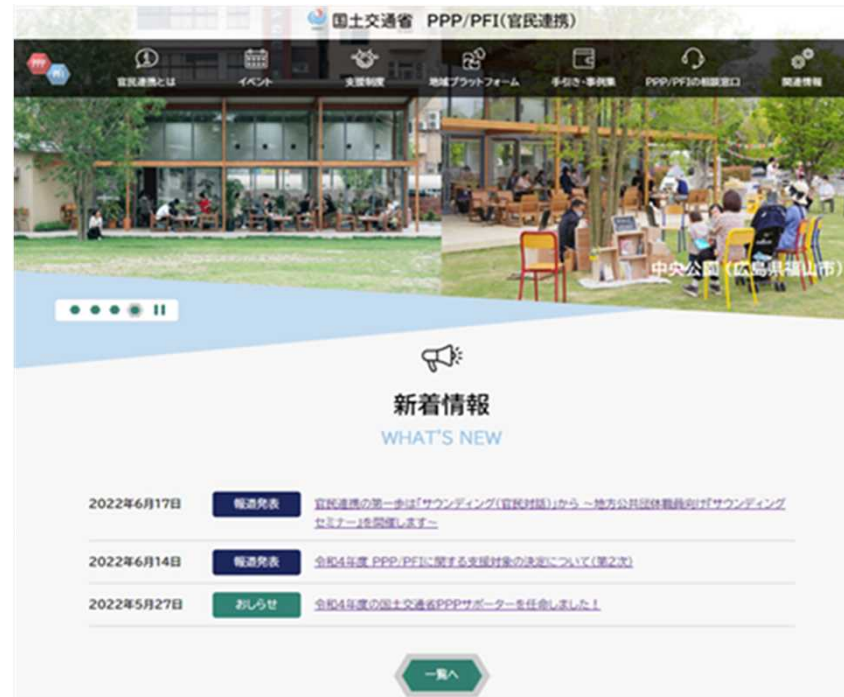 国土交通省 PPP/PFI(官民連携)
PPP
PFI
官民連携とは
イベント
支援制度
地域プラットフォーム
手引き・事例集
PPP/PFIの相談窓口
関連情報
中央公園(広島県福山市)
新着情報
WHAT'S NEW
2022年6月17日 報道発表 官民連携の第一歩は「サウンディング(官民対話)」から ～地方公共団体職員向け「サウンディング
セミナー」を開催します～
2022年6月14日 報道発表 令和4年度 PPP/PFIに関する支援対象の決定について(第2次)
2022年5月27日 おしらせ 令和4年度の国土交通省PPPサポーターを任命しました！
一覧へ